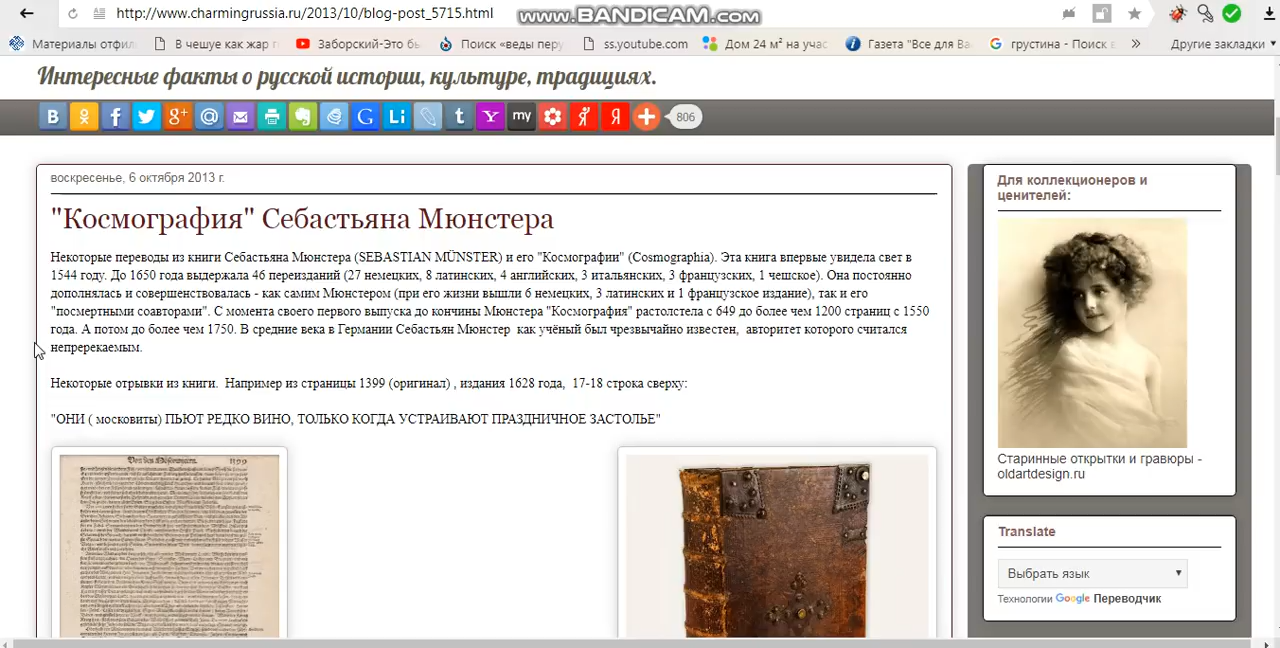 http://www.charmingrussia.ru/2013/10/blog-post_5715.html
www.BANDICAM.com
Материалы отфил
В чешуе как жар г
Заборский-Это бы
Поиск «веды перу
ss.youtube.com
Дом 24 м² на учас
Газета "Все для Ва
грустина - Поиск в
»
Другие закладки
Интересные факты о русской истории, культуре, традициях.
806
воскресенье, 6 октября 2013 г.
"Космография" Себастьяна Мюнстера
Некоторые переводы из книги Себастьяна Мюнстера (SEBASTIAN MÜNSTER) и его "Космографии" (Cosmographia). Эта книга впервые увидела свет в
1544 году. До 1650 года выдержала 46 переизданий (27 немецких, 8 латинских, 4 английских, 3 итальянских, 3 французских, 1 чешское). Она постоянно
дополнялась и совершенствовалась - как самим Мюнстером (при его жизни вышли 6 немецких, 3 латинских и 1 французское издание), так и его
"посмертными соавторами". С момента своего первого выпуска до кончины Мюнстера "Космография" растолстела с 649 до более чем 1200 страниц с 1550
года. А потом до более чем 1750. В средние века в Германии Себастьян Мюнстер как учёный был чрезвычайно известен, авторитет которого считался
непререкаемым.
Некоторые отрывки из книги. Например из страницы 1399 (оригинал) , издания 1628 года, 17-18 строка сверху:
"ОНИ ( московиты) ПЬЮТ РЕДКО ВИНО, ТОЛЬКО КОГДА УСТРАИВАЮТ ПРАЗДНИЧНОЕ ЗАСТОЛЬЕ"
Для коллекционеров и
ценителей:
Старинные открытки и гравюры -
oldartdesign.ru
Translate
Выбрать язык
Технологии Google Переводчик